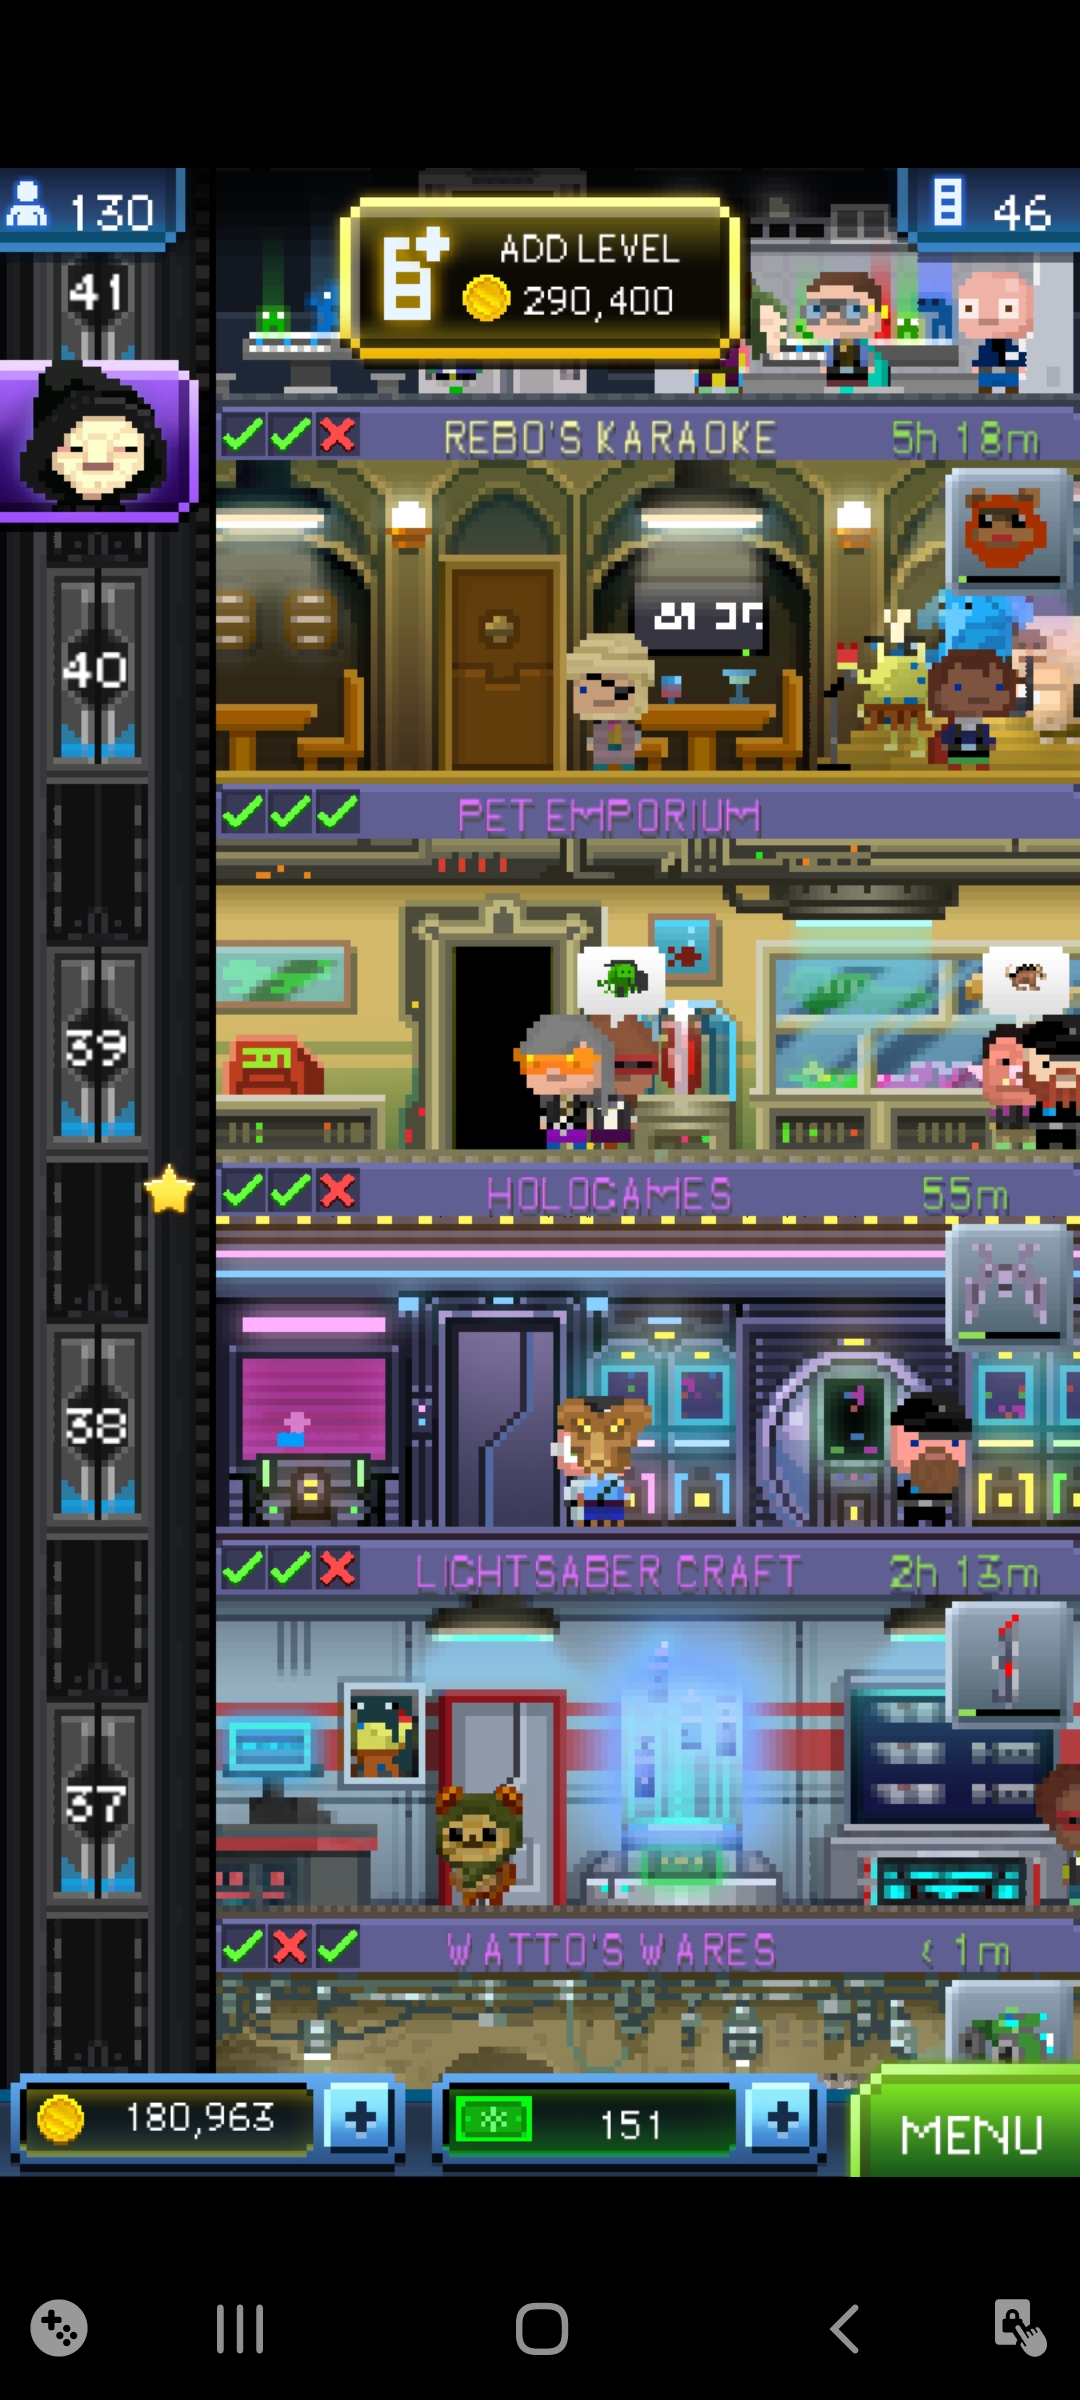 130
ADD LEVEL
290,400
46
41
REBO'S KARAOKE
5h 18m
40
PET EMPORIUM
39
HOLOGAMES
55m
38
LIGHTSABER CRAFT
2h 13m
37
WATTO'S WARES
< 1m
180,963
151
MENU